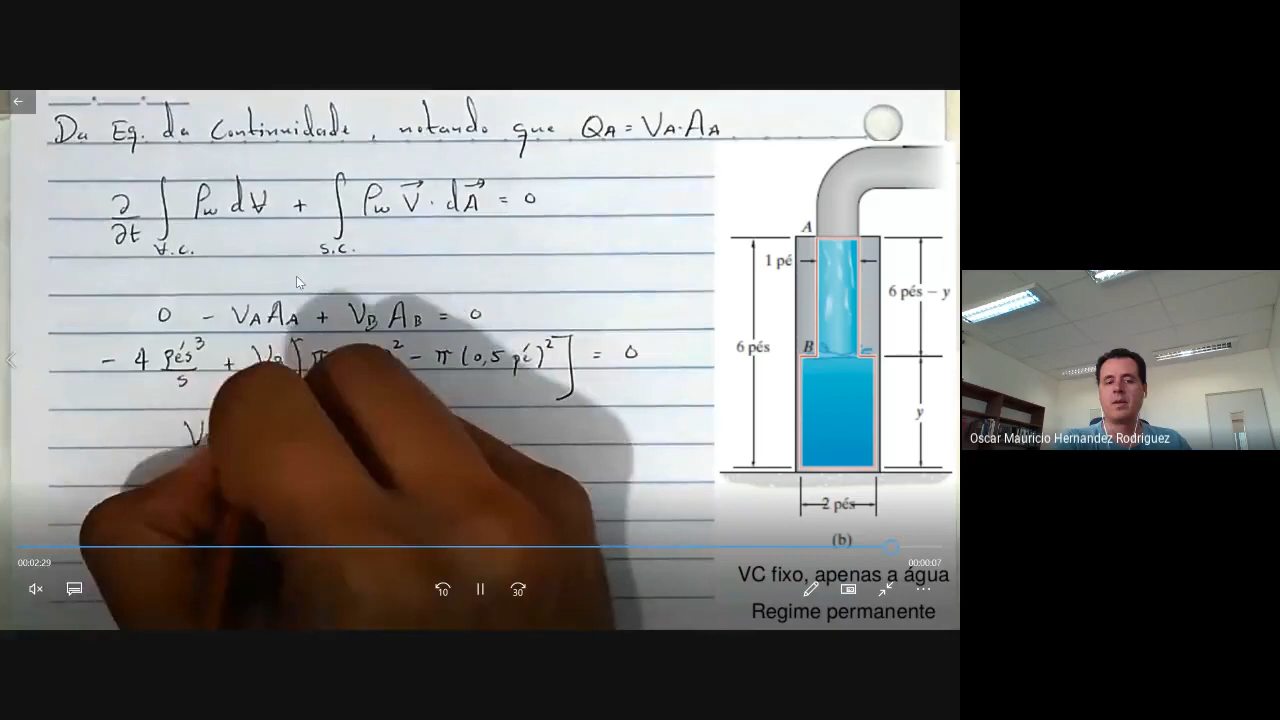 Da Eq. da Continuidade, notando que QA = VA·AA
∂/∂t ∫ ρw dV + ∫ ρw V⃗ · dA⃗ = 0
V.C. S.C.
0 - VA AA + VB AB = 0
- 4 pés³/s + VB [π ² - π (0,5 pé)²] = 0
V
A
1 pé
6 pés – y
6 pés
B
y
2 pés
(b)
VC fixo, apenas a água
Regime permanente
00:02:29
00:00:07
10
30
Oscar Mauricio Hernandez Rodriguez